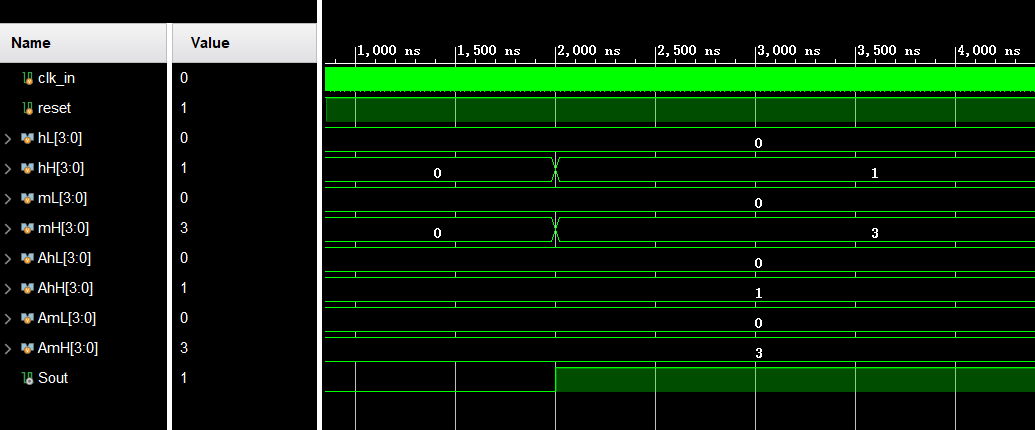 Name Value
1,000 ns 1,500 ns 2,000 ns 2,500 ns 3,000 ns 3,500 ns 4,000 ns
clk_in 0
reset 1
hL[3:0] 0 0
hH[3:0] 1 0 1
mL[3:0] 0 0
mH[3:0] 3 0 3
AhL[3:0] 0 0
AhH[3:0] 1 1
AmL[3:0] 0 0
AmH[3:0] 3 3
Sout 1